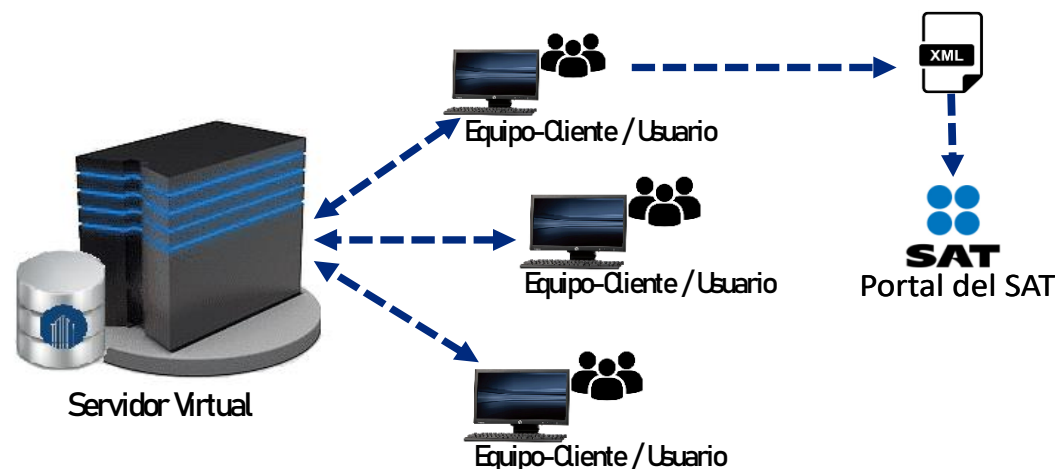 XML
Equipo-Cliente / Usuario
Equipo-Cliente / Usuario
SAT
Portal del SAT
Servidor Virtual
Equipo-Cliente / Usuario